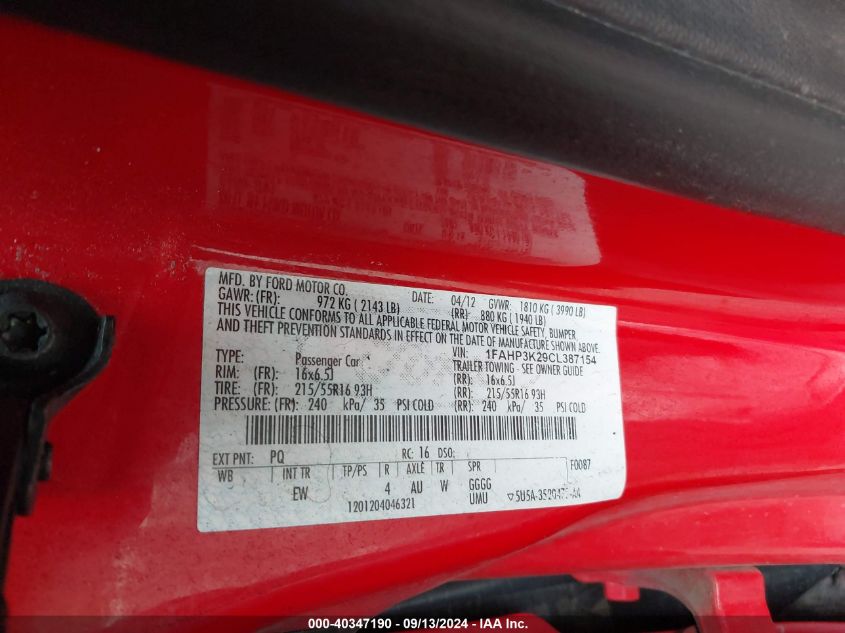 MFD. BY FORD MOTOR CO. DATE: 04/12 GVWR: 1810 KG ( 3990 LB)
GAWR: (FR): 972 KG ( 2143 LB) (RR): 880 KG ( 1940 LB)
THIS VEHICLE CONFORMS TO ALL APPLICABLE FEDERAL MOTOR VEHICLE SAFETY, BUMPER,
AND THEFT PREVENTION STANDARDS IN EFFECT ON THE DATE OF MANUFACTURE SHOWN ABOVE.
VIN: 1FAHP3K29CL387154
TYPE: Passenger Car TRAILER TOWING - SEE OWNER GUIDE
RIM: (FR): 16x6.5J (RR): 16x6.5J
TIRE: (FR): 215/55R16 93H (RR): 215/55R16 93H
PRESSURE: (FR): 240 kPa/ 35 PSI COLD (RR): 240 kPa/ 35 PSI COLD
EXT PNT: PQ RC: 16 DSO: F0087
WB INT TR TP/PS R AXLE TR SPR
EW 4 AU W GGGG
1201204046321 UMU
000-40347190 - 09/13/2024 - IAA Inc.